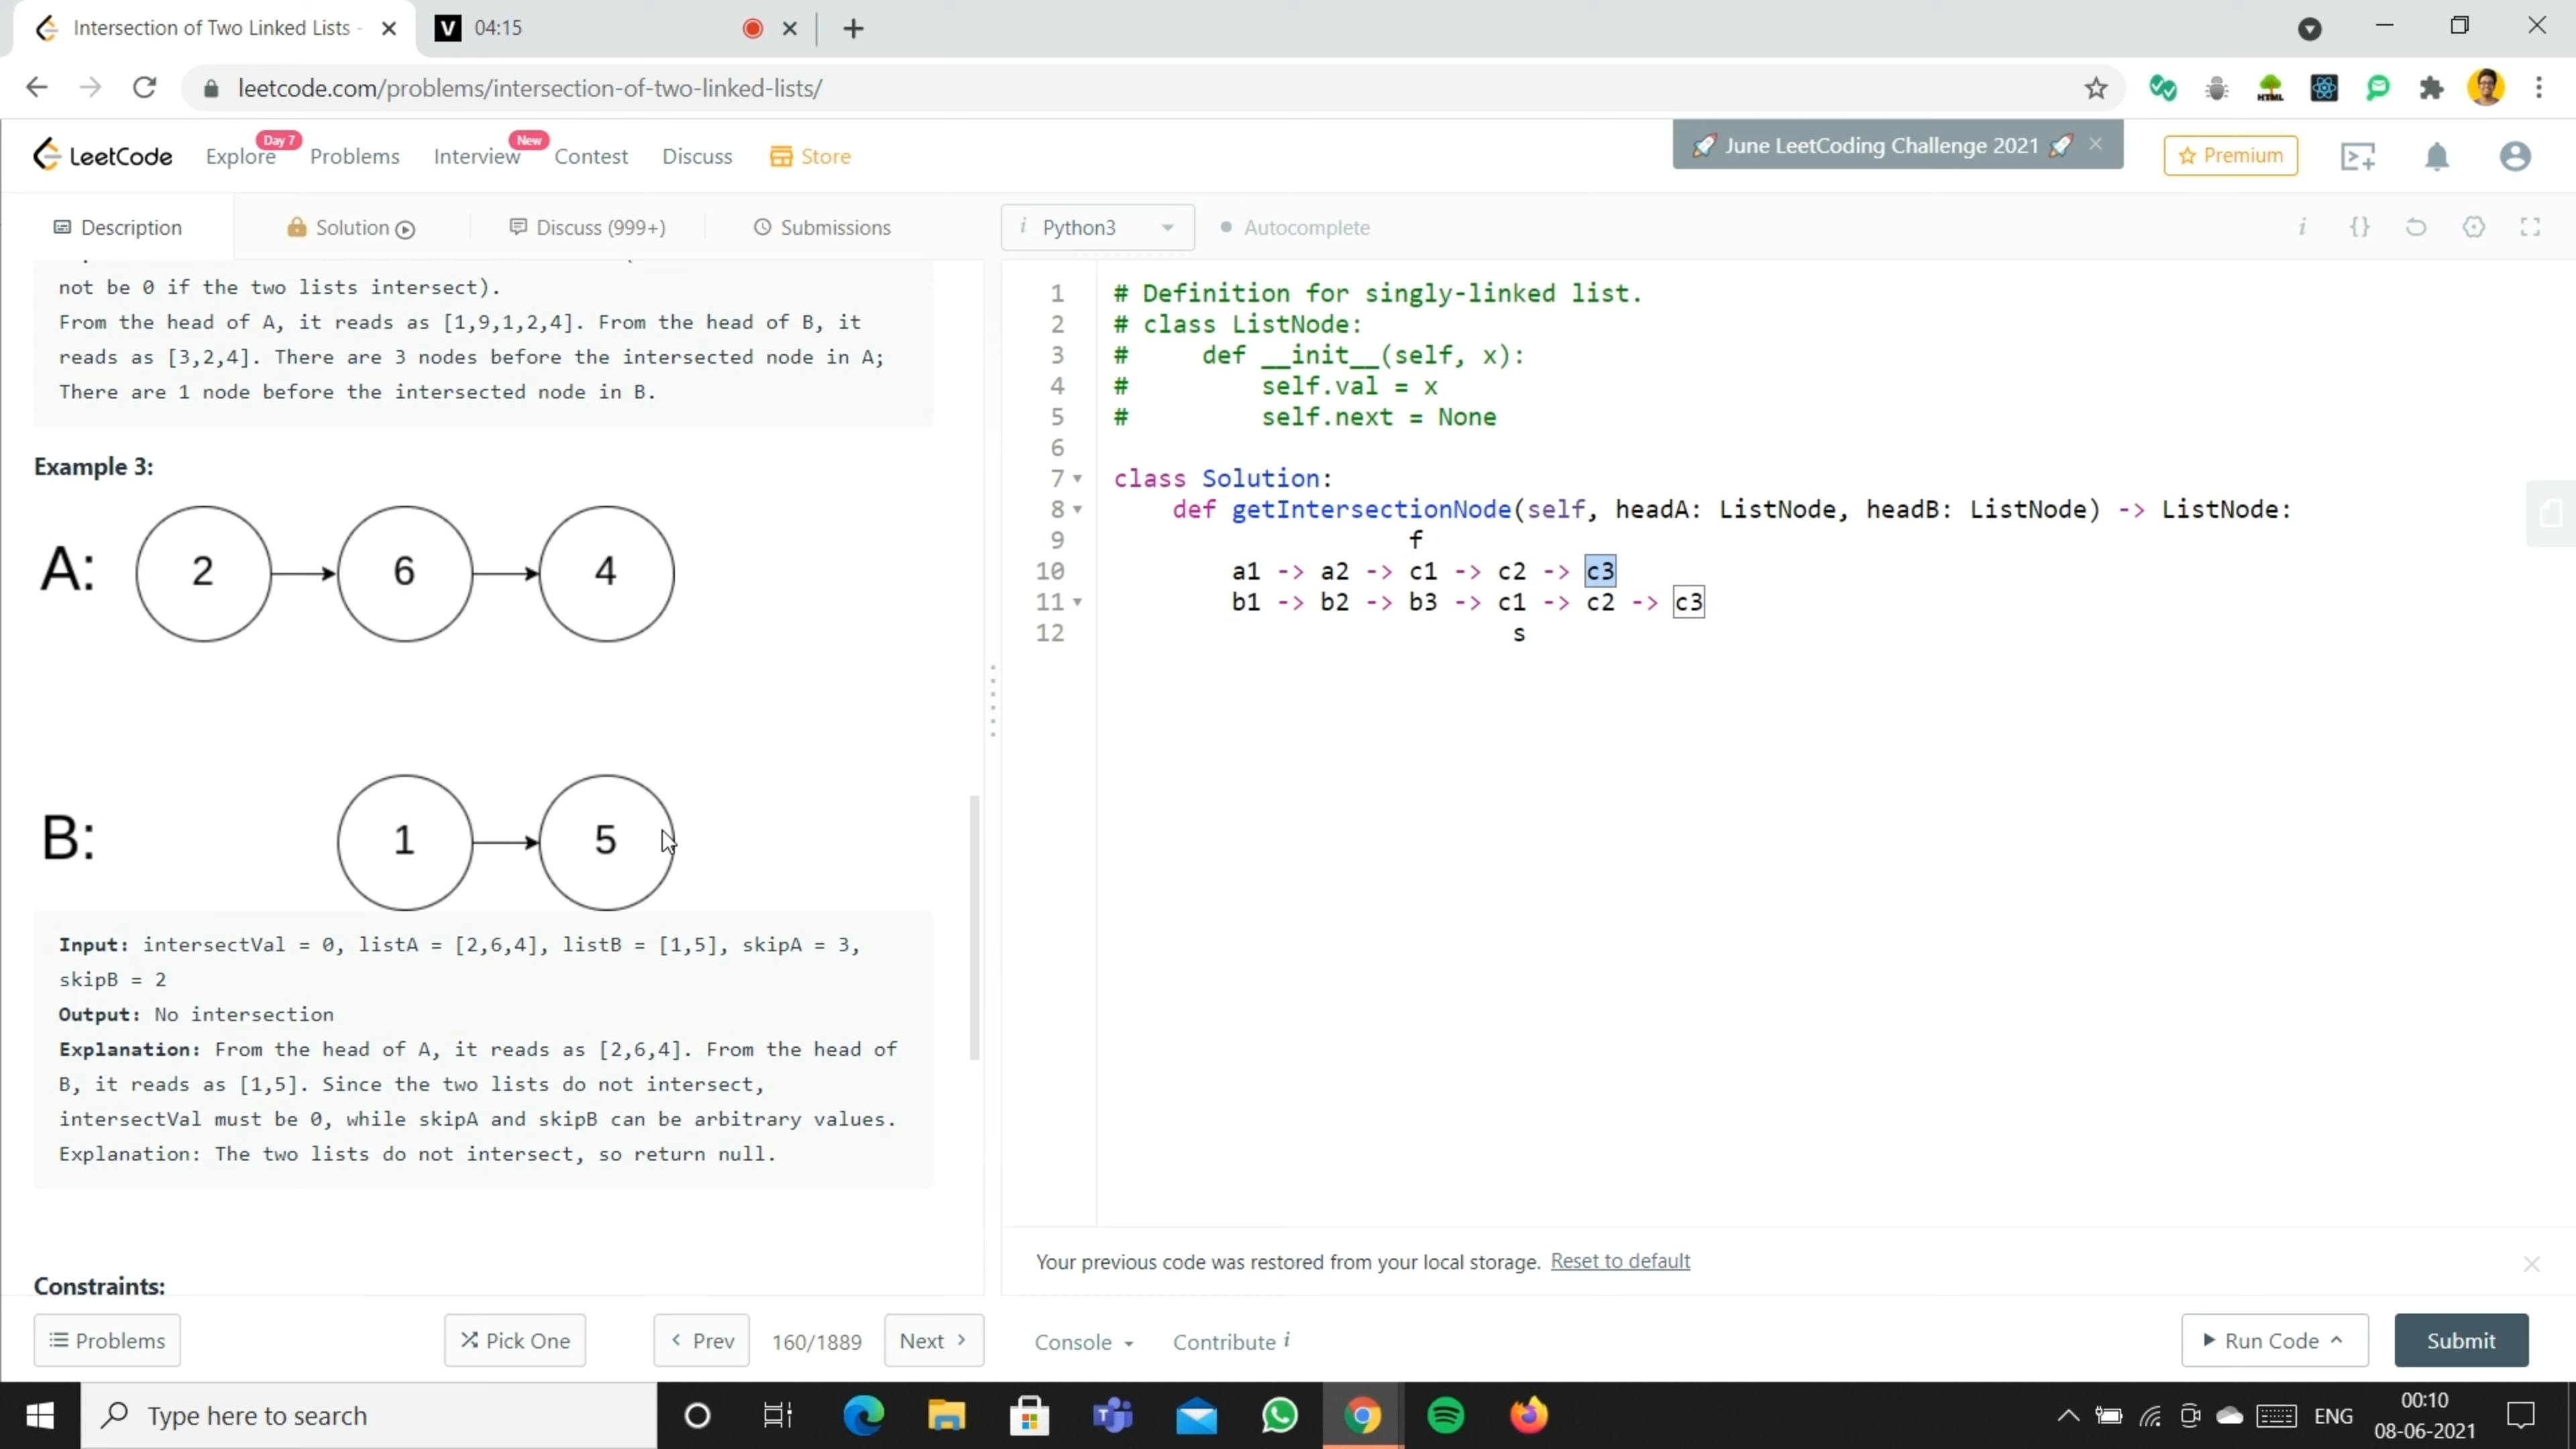 Intersection of Two Linked Lists -
V 04:15
leetcode.com/problems/intersection-of-two-linked-lists/
HTML
LeetCode Explore Day 7 Problems Interview New Contest Discuss Store
🚀 June LeetCoding Challenge 2021 🚀
Premium
Description Solution Discuss (999+) Submissions
i Python3 Autocomplete
not be 0 if the two lists intersect).
From the head of A, it reads as [1,9,1,2,4]. From the head of B, it
reads as [3,2,4]. There are 3 nodes before the intersected node in A;
There are 1 node before the intersected node in B.
Example 3:
A: 2 6 4
B: 1 5
Input: intersectVal = 0, listA = [2,6,4], listB = [1,5], skipA = 3,
skipB = 2
Output: No intersection
Explanation: From the head of A, it reads as [2,6,4]. From the head of
B, it reads as [1,5]. Since the two lists do not intersect,
intersectVal must be 0, while skipA and skipB can be arbitrary values.
Explanation: The two lists do not intersect, so return null.
Constraints:
1 # Definition for singly-linked list.
2 # class ListNode:
3 #     def __init__(self, x):
4 #         self.val = x
5 #         self.next = None
6
7 class Solution:
8     def getIntersectionNode(self, headA: ListNode, headB: ListNode) -> ListNode:
9                     f
10         a1 -> a2 -> c1 -> c2 -> c3
11         b1 -> b2 -> b3 -> c1 -> c2 -> c3
12                            s
Your previous code was restored from your local storage. Reset to default
Problems Pick One < Prev 160/1889 Next >
Console Contribute i
Run Code Submit
Type here to search
ENG
00:10
08-06-2021